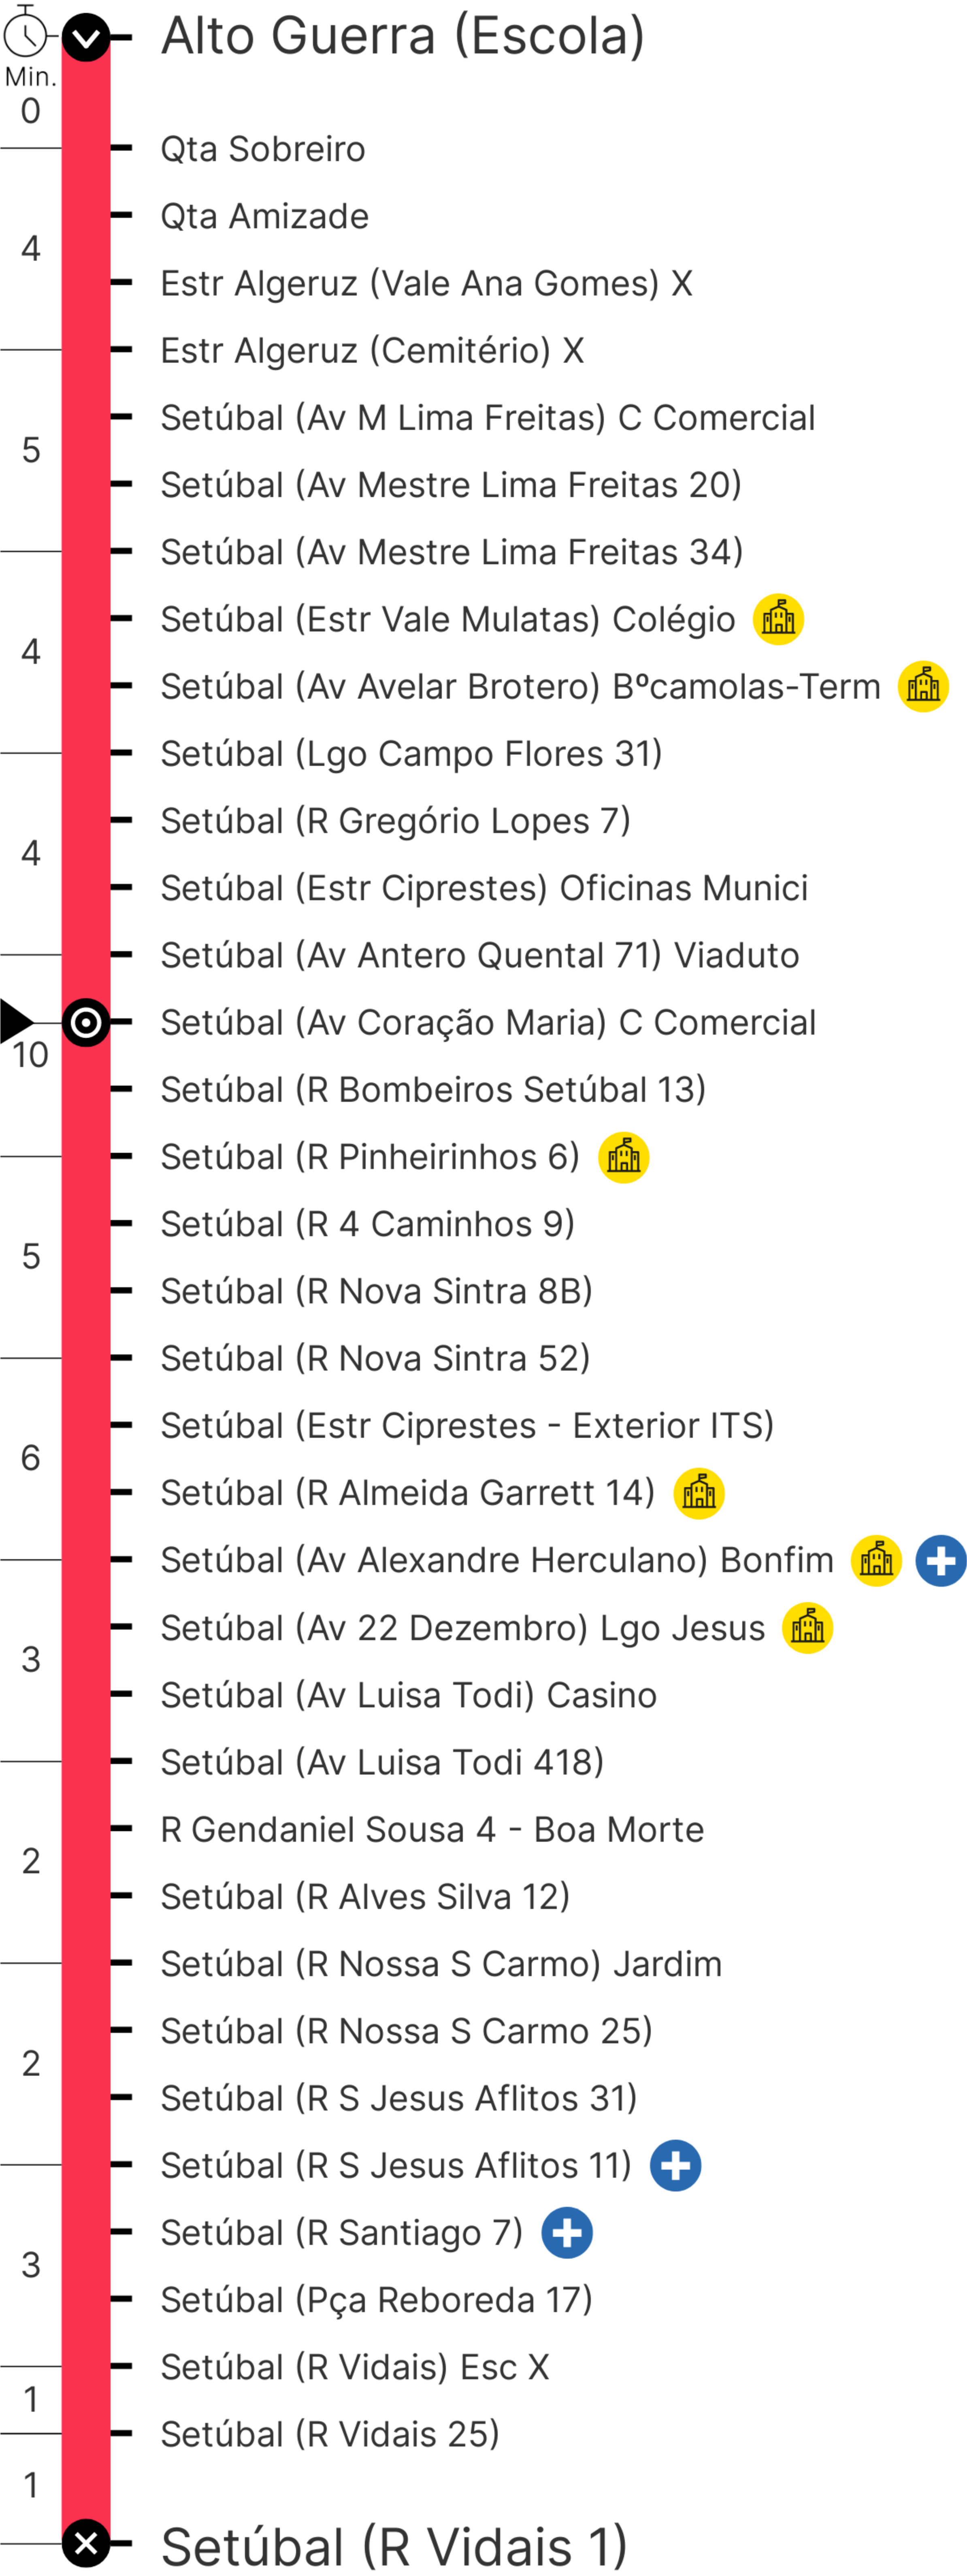 Alto Guerra (Escola)
Min.
0
Qta Sobreiro
Qta Amizade
4
Estr Algeruz (Vale Ana Gomes) X
Estr Algeruz (Cemitério) X
Setúbal (Av M Lima Freitas) C Comercial
5
Setúbal (Av Mestre Lima Freitas 20)
Setúbal (Av Mestre Lima Freitas 34)
Setúbal (Estr Vale Mulatas) Colégio
4
Setúbal (Av Avelar Brotero) Bºcamolas-Term
Setúbal (Lgo Campo Flores 31)
Setúbal (R Gregório Lopes 7)
4
Setúbal (Estr Ciprestes) Oficinas Munici
Setúbal (Av Antero Quental 71) Viaduto
Setúbal (Av Coração Maria) C Comercial
10
Setúbal (R Bombeiros Setúbal 13)
Setúbal (R Pinheirinhos 6)
Setúbal (R 4 Caminhos 9)
5
Setúbal (R Nova Sintra 8B)
Setúbal (R Nova Sintra 52)
Setúbal (Estr Ciprestes - Exterior ITS)
6
Setúbal (R Almeida Garrett 14)
Setúbal (Av Alexandre Herculano) Bonfim
Setúbal (Av 22 Dezembro) Lgo Jesus
3
Setúbal (Av Luisa Todi) Casino
Setúbal (Av Luisa Todi 418)
R Gendaniel Sousa 4 - Boa Morte
2
Setúbal (R Alves Silva 12)
Setúbal (R Nossa S Carmo) Jardim
Setúbal (R Nossa S Carmo 25)
2
Setúbal (R S Jesus Aflitos 31)
Setúbal (R S Jesus Aflitos 11)
Setúbal (R Santiago 7)
3
Setúbal (Pça Reboreda 17)
Setúbal (R Vidais) Esc X
1
Setúbal (R Vidais 25)
1
Setúbal (R Vidais 1)